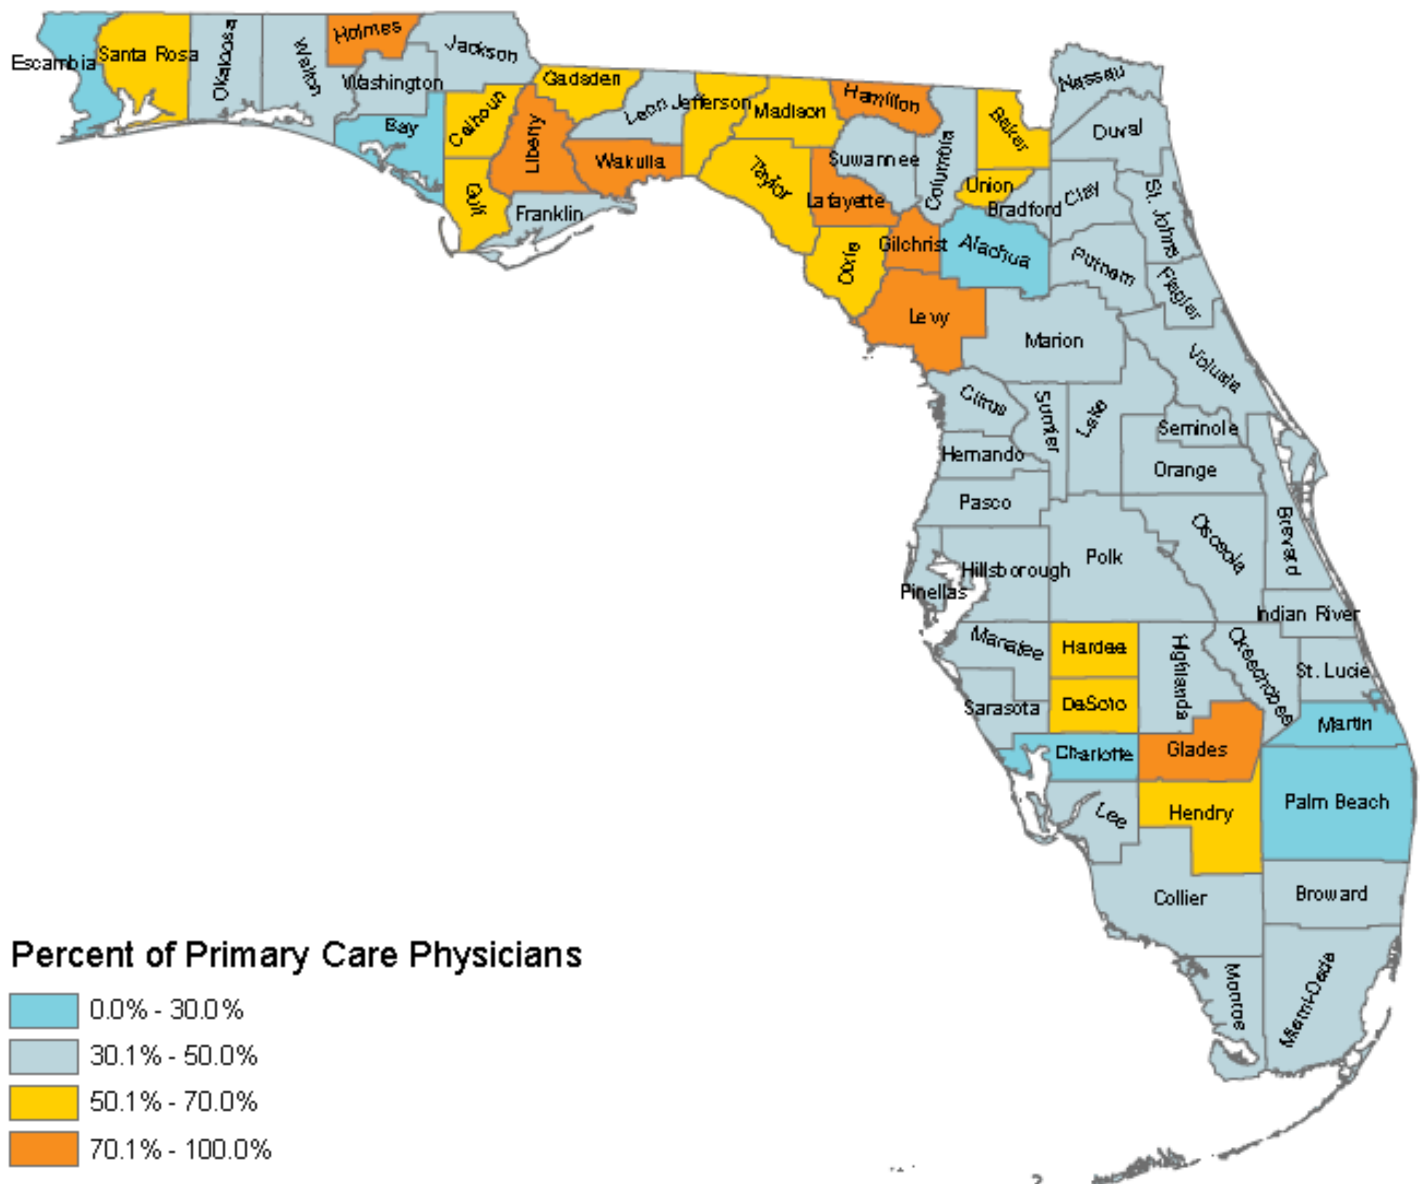 Escambia
Santa Rosa
Okaloosa
Walton
Holmes
Washington
Jackson
Bay
Calhoun
Gulf
Liberty
Gadsden
Franklin
Wakulla
Leon
Jefferson
Madison
Taylor
Hamilton
Suwannee
Lafayette
Dixie
Columbia
Gilchrist
Levy
Baker
Union
Bradford
Alachua
Nassau
Duval
Clay
St. Johns
Putnam
Flagler
Marion
Volusia
Citrus
Sumter
Lake
Seminole
Hernando
Orange
Pasco
Brevard
Osceola
Polk
Hillsborough
Pinellas
Indian River
Manatee
Hardee
Highlands
Okeechobee
St. Lucie
Sarasota
DeSoto
Martin
Charlotte
Glades
Lee
Hendry
Palm Beach
Collier
Broward
Monroe
Miami-Dade
Percent of Primary Care Physicians
0.0% - 30.0%
30.1% - 50.0%
50.1% - 70.0%
70.1% - 100.0%